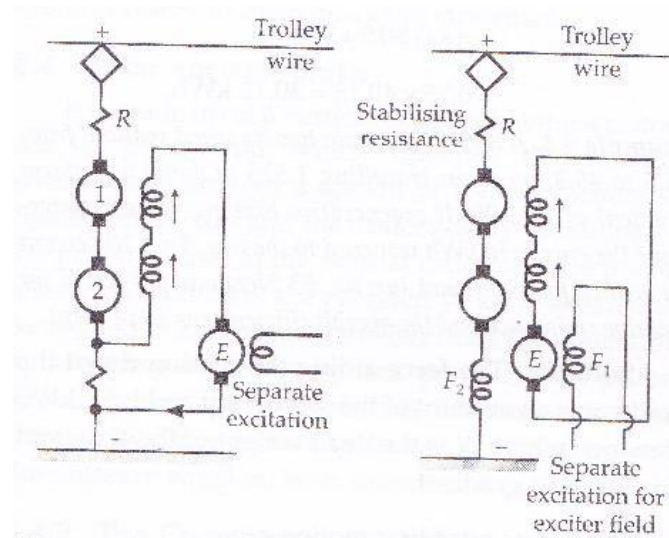 +
Trolley
wire
R
1
2
E
Separate
excitation
−
+
Trolley
wire
Stabilising
resistance
R
E
F₁
F₂
−
Separate
excitation for
exciter field